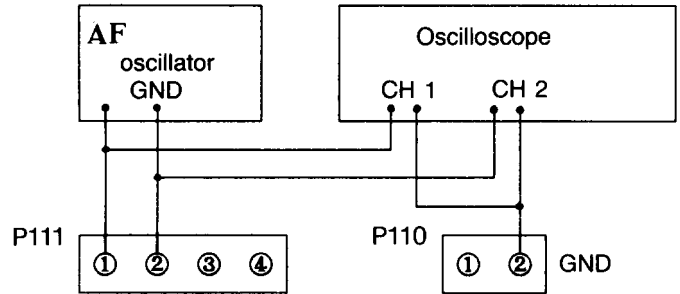 AF
oscillator
GND
Oscilloscope
CH 1 CH 2
P111
① ② ③ ④
P110
① ② GND